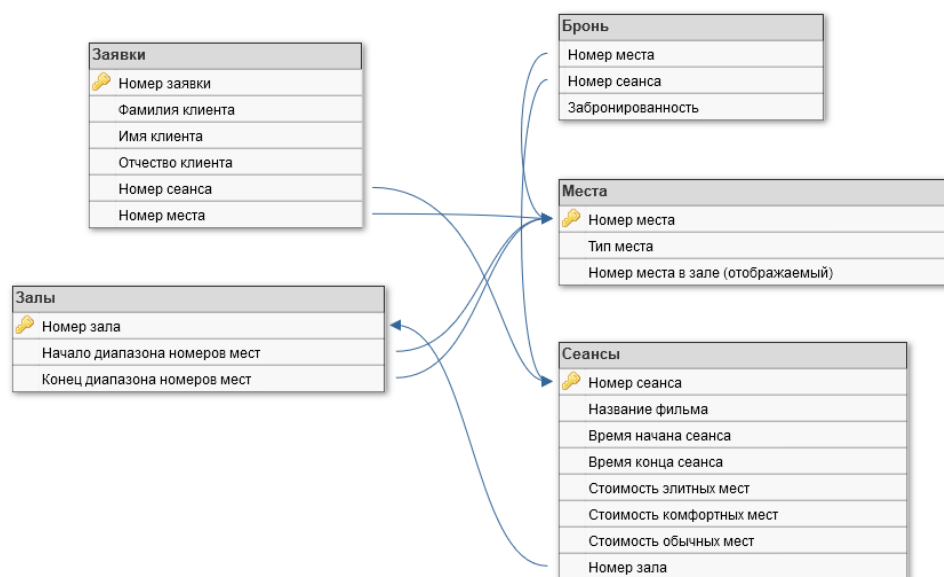 Заявки
Номер заявки
Фамилия клиента
Имя клиента
Отчество клиента
Номер сеанса
Номер места
Бронь
Номер места
Номер сеанса
Забронированность
Места
Номер места
Тип места
Номер места в зале (отображаемый)
Залы
Номер зала
Начало диапазона номеров мест
Конец диапазона номеров мест
Сеансы
Номер сеанса
Название фильма
Время начана сеанса
Время конца сеанса
Стоимость элитных мест
Стоимость комфортных мест
Стоимость обычных мест
Номер зала